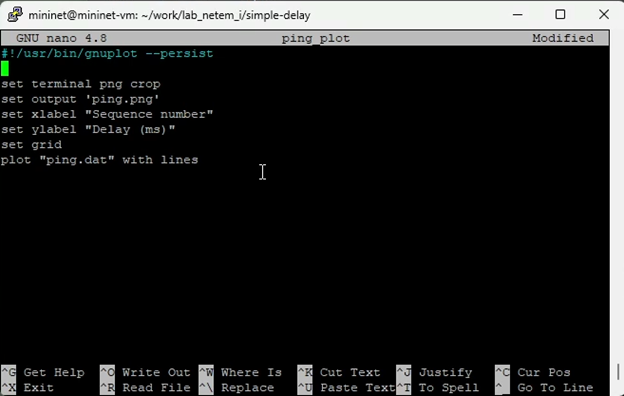 mininet@mininet-vm: ~/work/lab_netem_i/simple-delay
GNU nano 4.8 ping_plot Modified
#!/usr/bin/gnuplot --persist
set terminal png crop
set output 'ping.png'
set xlabel "Sequence number"
set ylabel "Delay (ms)"
set grid
plot "ping.dat" with lines
^G Get Help ^O Write Out ^W Where Is ^K Cut Text ^J Justify ^C Cur Pos
^X Exit ^R Read File ^\ Replace ^U Paste Text ^T To Spell ^_ Go To Line